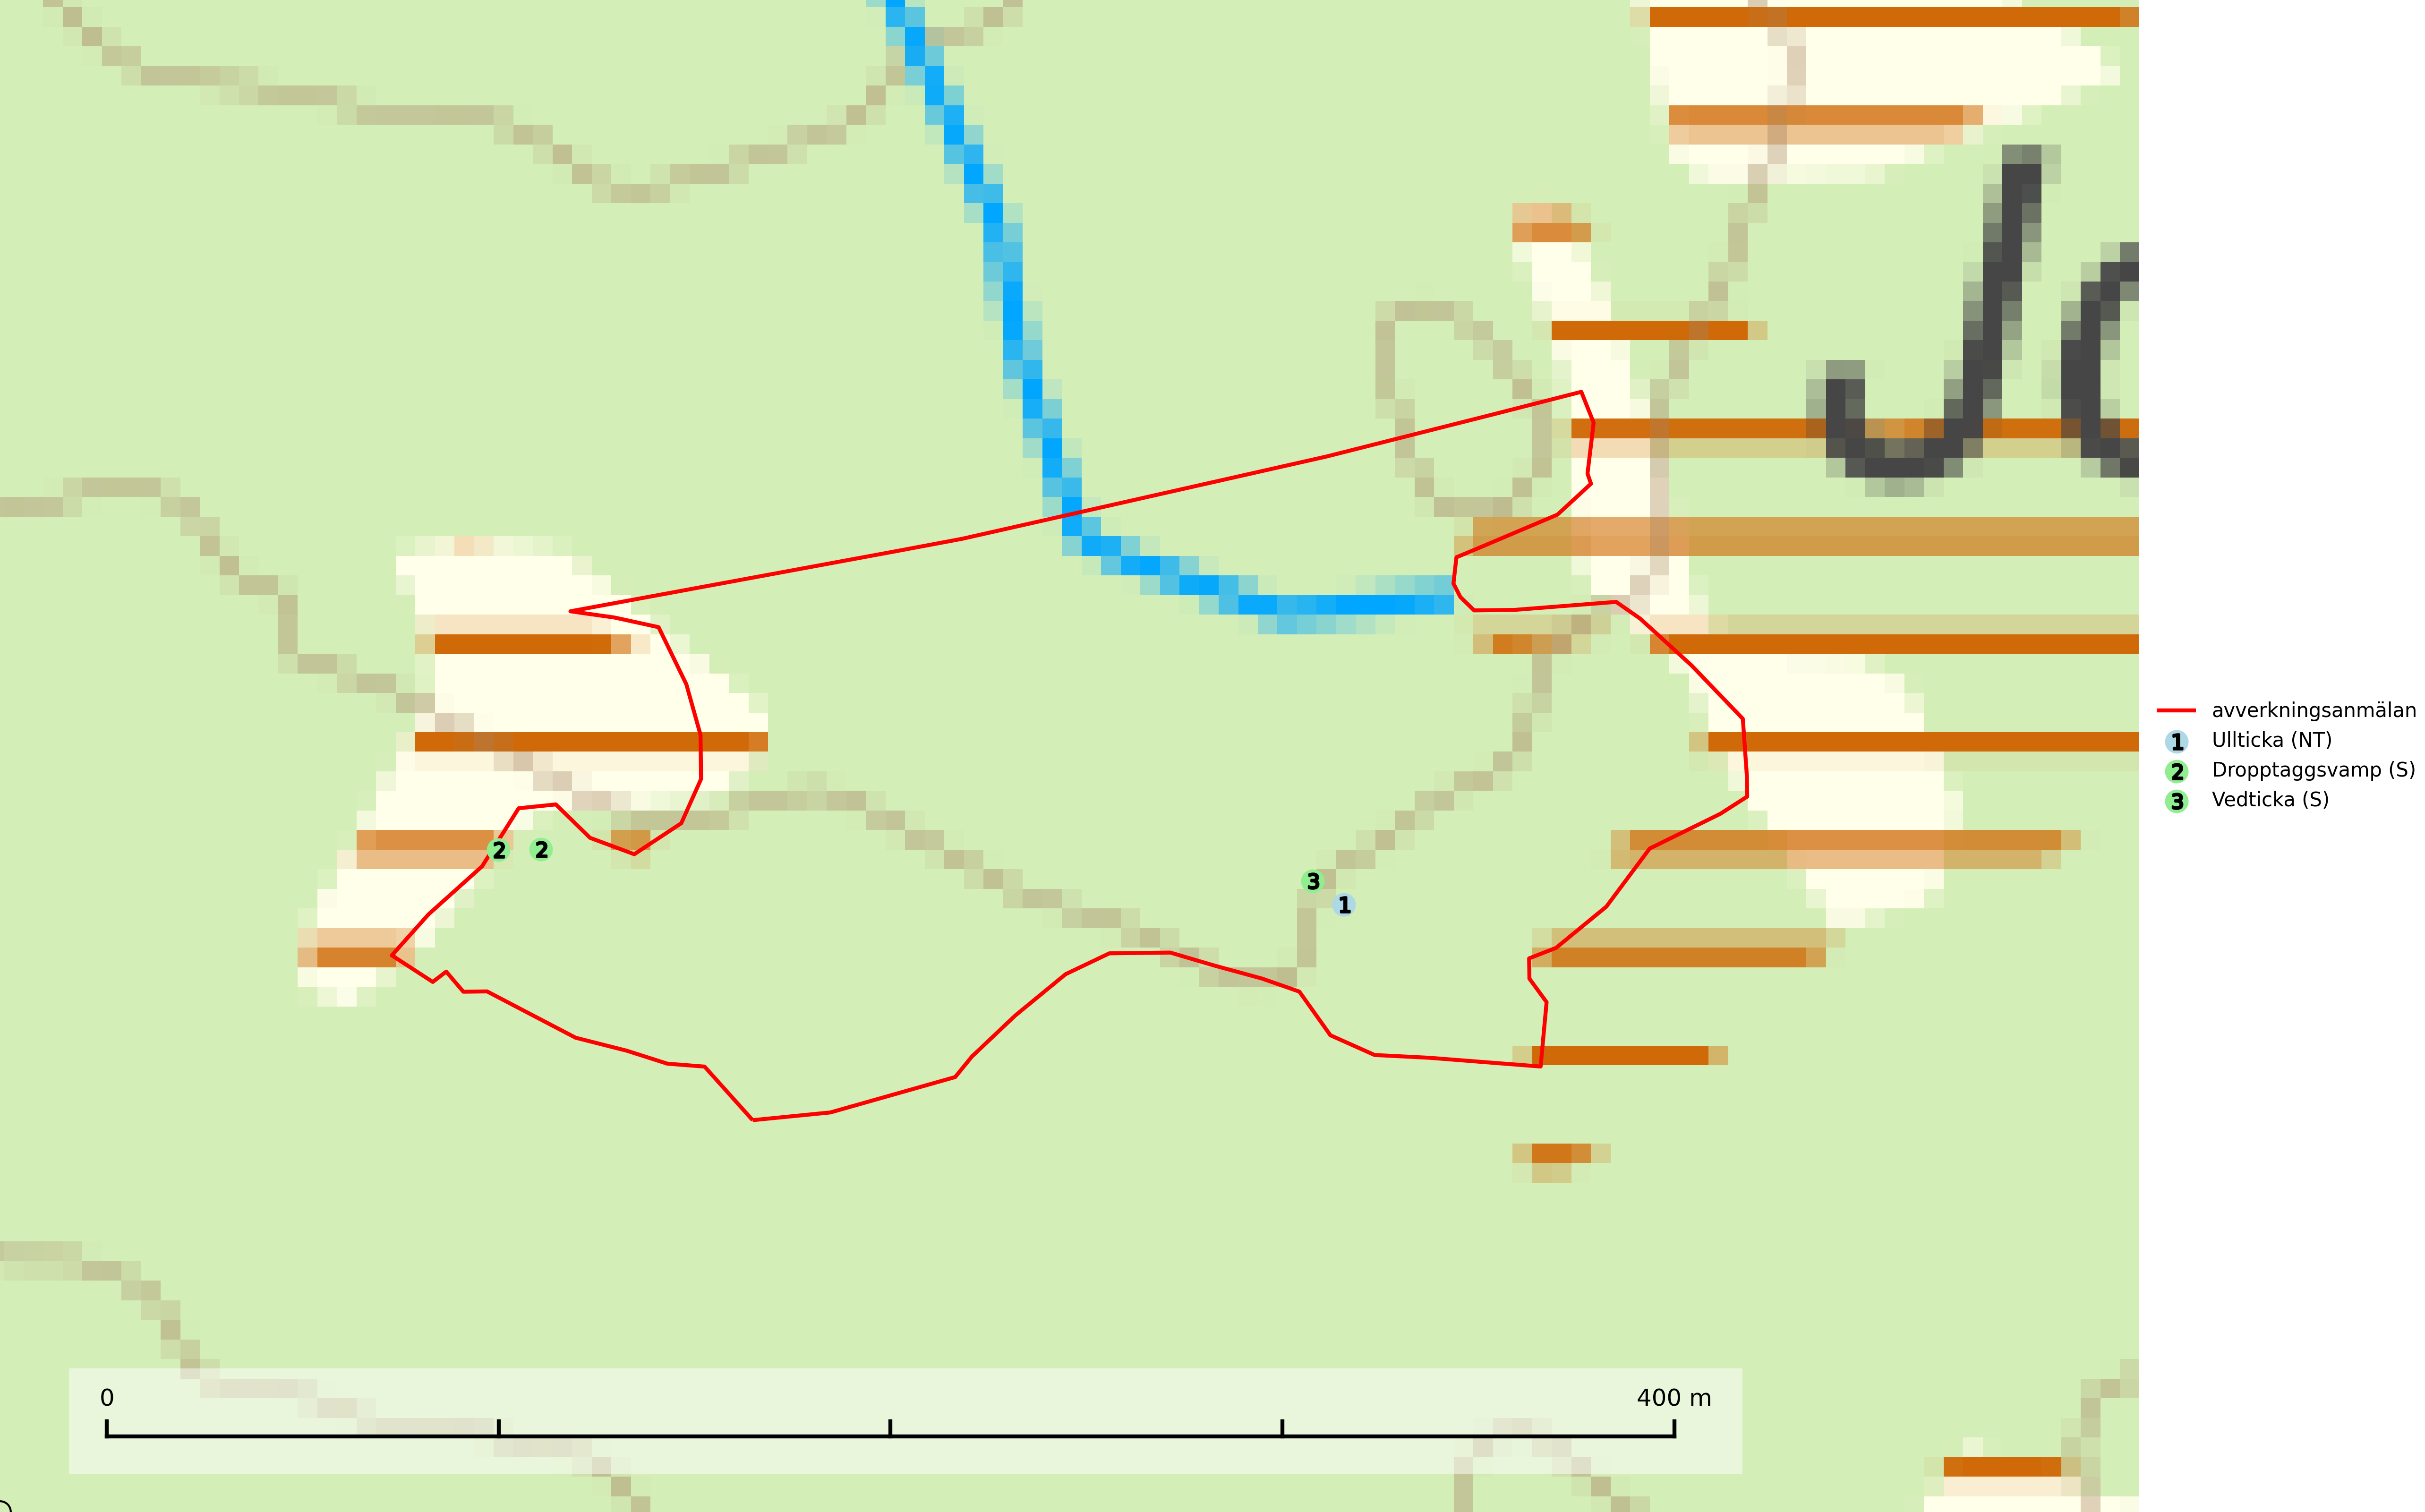 2
2
3
1
0
400 m
avverkningsanmälan
1 Ullticka (NT)
2 Dropptaggsvamp (S)
3 Vedticka (S)